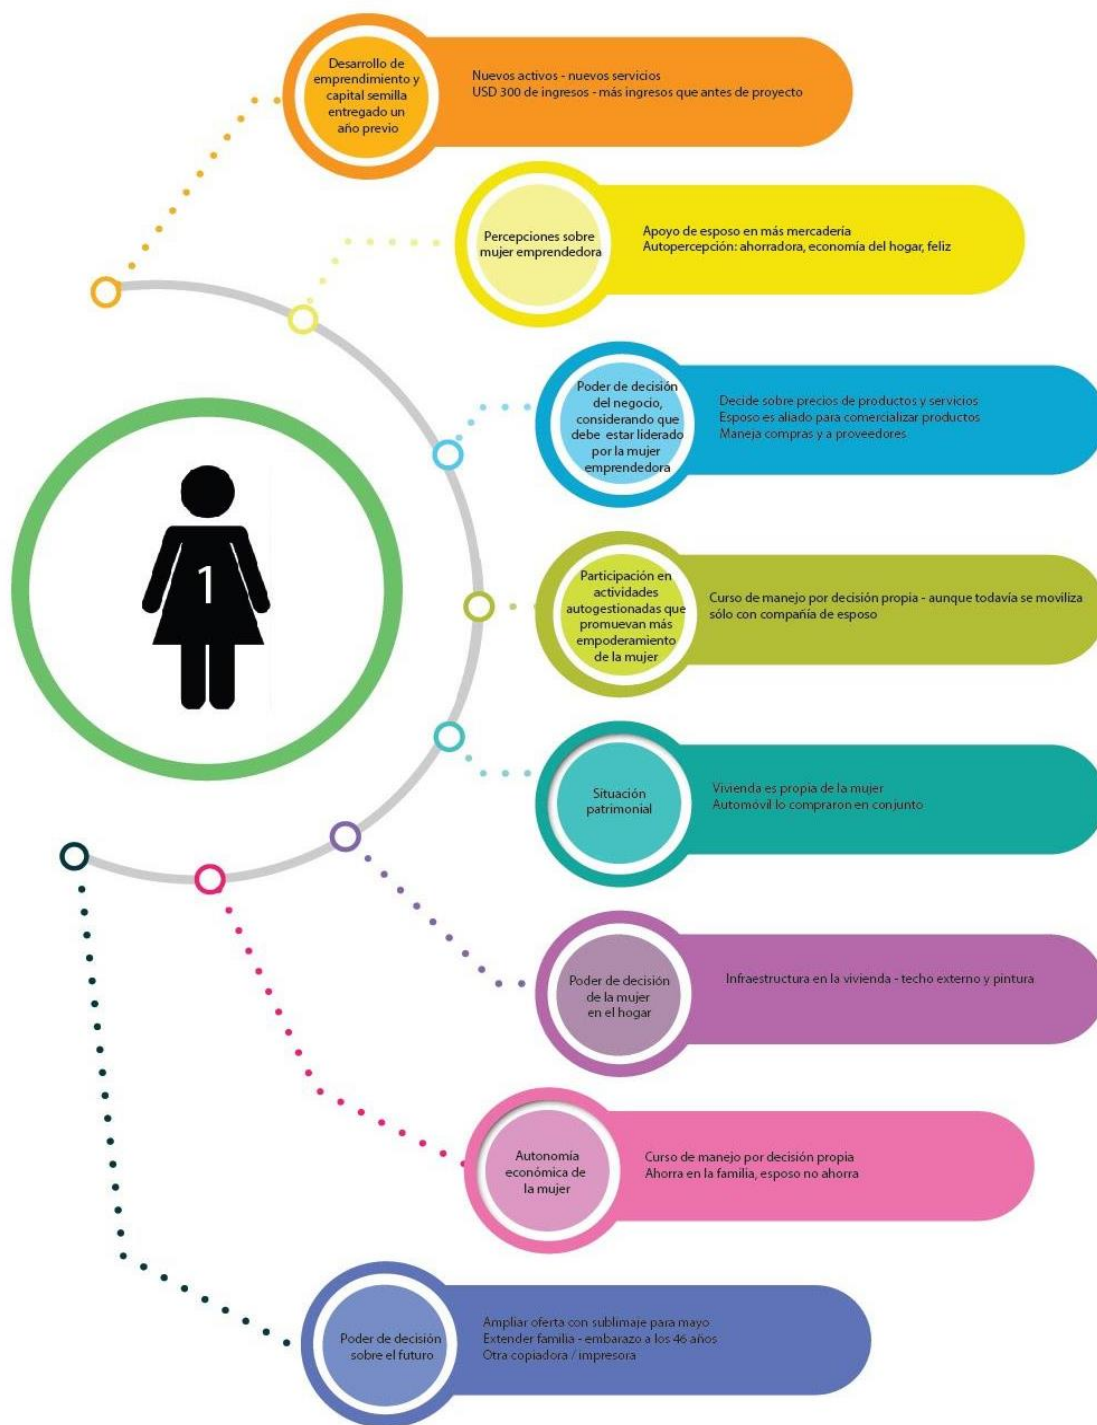 Desarrollo de
emprendimiento y
capital semilla
entregado un
año previo
Nuevos activos - nuevos servicios
USD 300 de ingresos - más ingresos que antes de proyecto
Percepciones sobre
mujer emprendedora
Apoyo de esposo en más mercadería
Autopercepción: ahorradora, economía del hogar, feliz
Poder de decisión
del negocio,
considerando que
debe estar liderado
por la mujer
emprendedora
Decide sobre precios de productos y servicios
Esposo es aliado para comercializar productos
Maneja compras y a proveedores
1
Participación en
actividades
autogestionadas que
promuevan más
empoderamiento
de la mujer
Curso de manejo por decisión propia - aunque todavía se moviliza
sólo con compañía de esposo
Situación
patrimonial
Vivienda es propia de la mujer
Automóvil lo compraron en conjunto
Poder de decisión
de la mujer
en el hogar
Infraestructura en la vivienda - techo externo y pintura
Autonomía
económica de
la mujer
Curso de manejo por decisión propia
Ahorra en la familia, esposo no ahorra
Poder de decisión
sobre el futuro
Ampliar oferta con sublimaje para mayo
Extender familia - embarazo a los 46 años
Otra copiadora / impresora